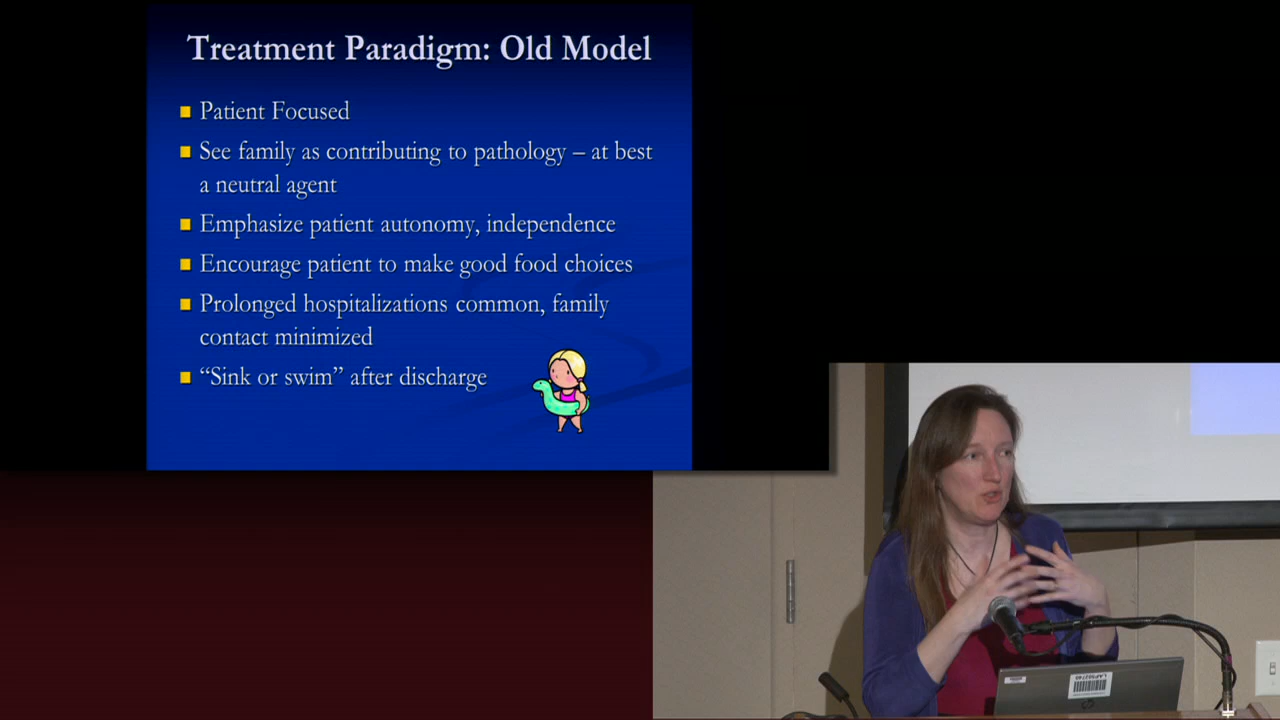 Treatment Paradigm: Old Model
Patient Focused
See family as contributing to pathology – at best
a neutral agent
Emphasize patient autonomy, independence
Encourage patient to make good food choices
Prolonged hospitalizations common, family
contact minimized
“Sink or swim” after discharge
hp